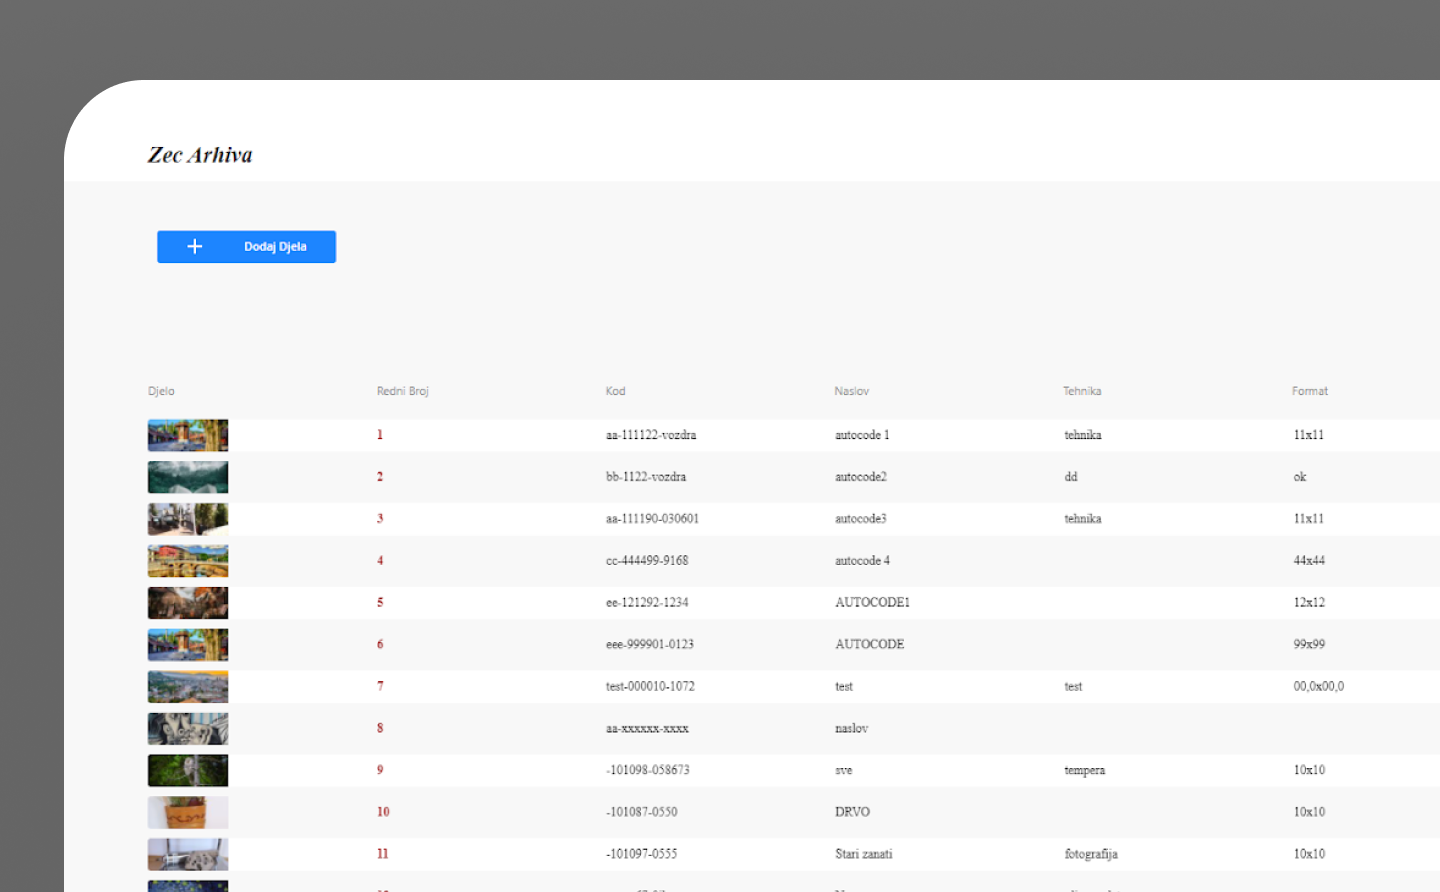 Zec Arhiva
+ Dodaj Djela
Djelo Redni Broj Kod Naslov Tehnika Format
1 aa-111122-vozdra autocode 1 tehnika 11x11
2 bb-1122-vozdra autocode2 dd ok
3 aa-111190-030601 autocode3 tehnika 11x11
4 cc-444499-9168 autocode 4 44x44
5 ee-121292-1234 AUTOCODE1 12x12
6 eee-999901-0123 AUTOCODE 99x99
7 test-000010-1072 test test 00,0x00,0
8 aa-xxxxxx-xxxx naslov
9 -101098-058673 sve tempera 10x10
10 -101087-0550 DRVO 10x10
11 -101097-0555 Stari zanati fotografija 10x10